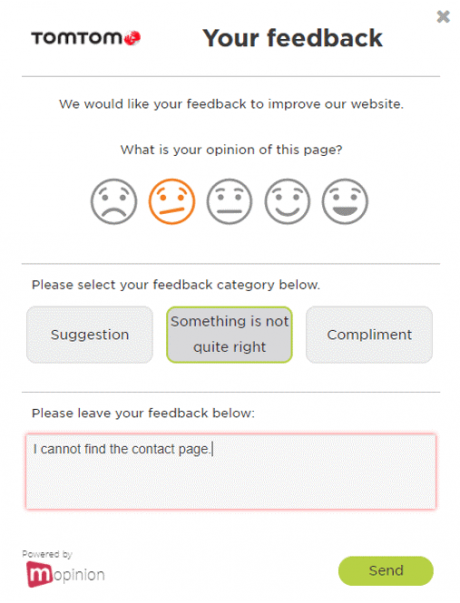 TOMTOM
Your feedback
We would like your feedback to improve our website.
What is your opinion of this page?
Please select your feedback category below.
Suggestion
Something is not
quite right
Compliment
Please leave your feedback below:
I cannot find the contact page.
Powered by
mopinion
Send